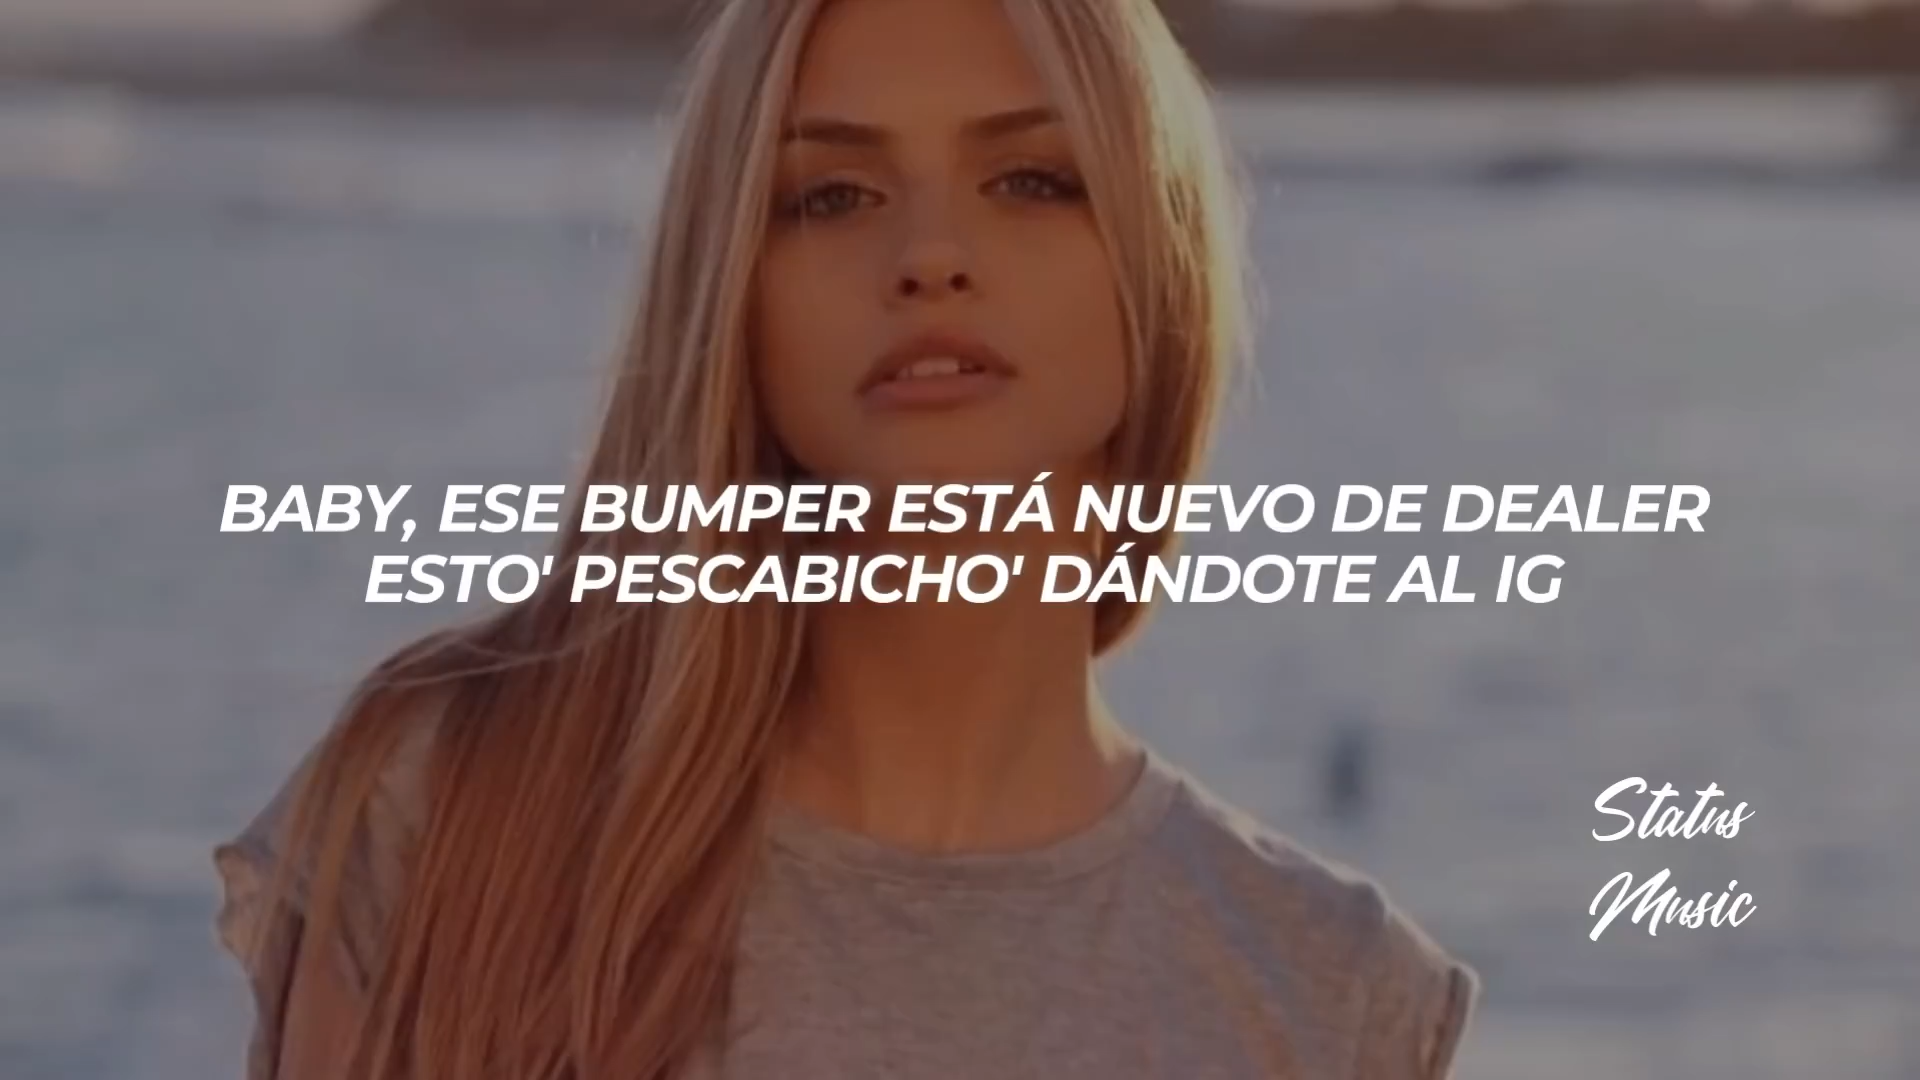 BABY, ESE BUMPER ESTÁ NUEVO DE DEALER
ESTO' PESCABICHO' DÁNDOTE AL IG
Status
Music